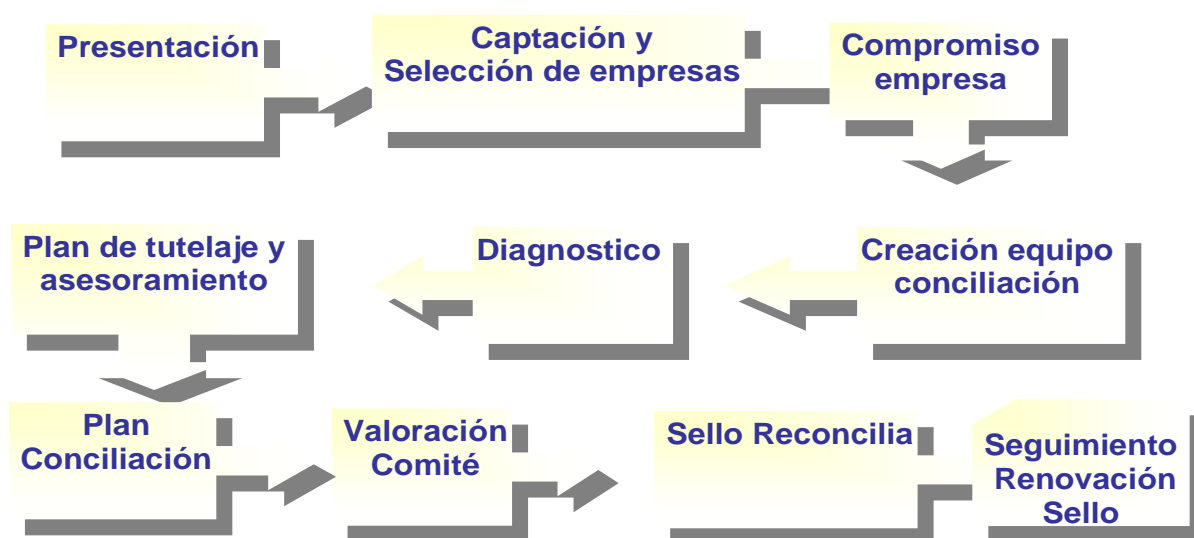 Presentación
Captación y
Selección de empresas
Compromiso
empresa
Plan de tutelaje y
asesoramiento
Diagnostico
Creación equipo
conciliación
Plan
Conciliación
Valoración
Comité
Sello Reconcilia
Seguimiento
Renovación
Sello